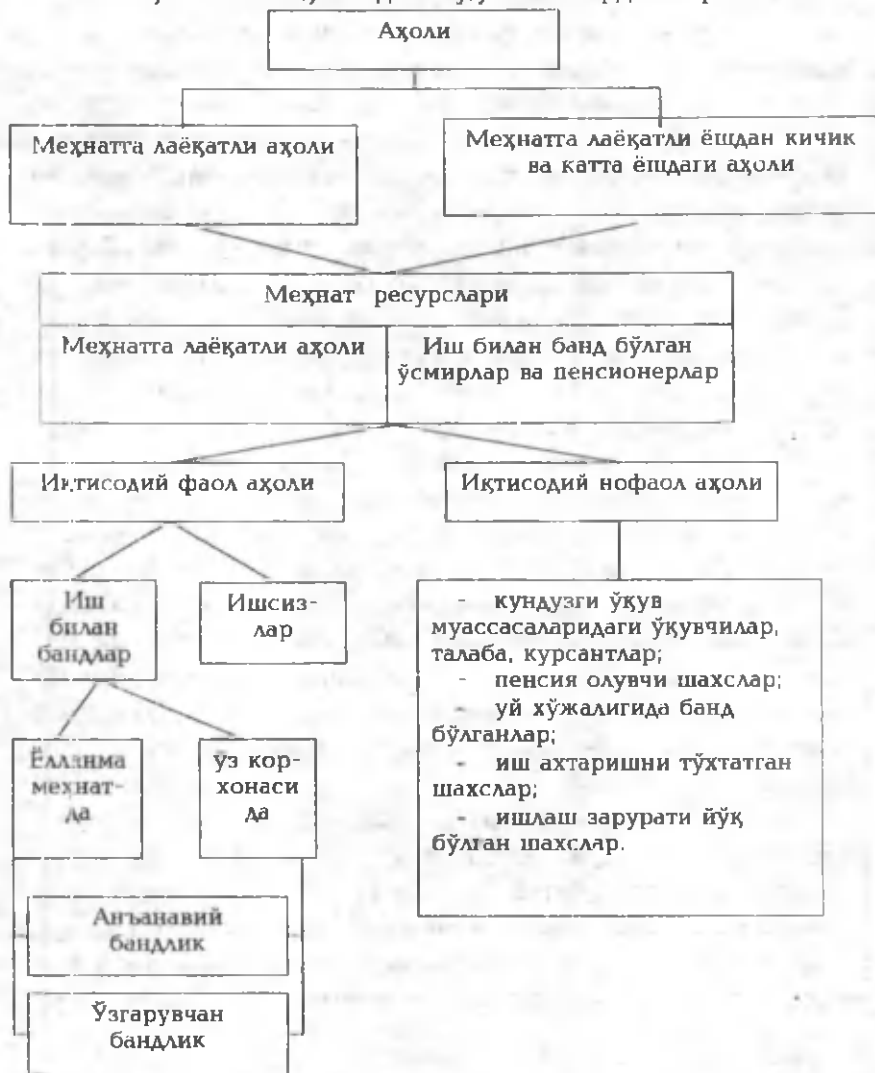 Аҳоли
Меҳнатга лаёқатли аҳоли
Меҳнатга лаёқатли ёшдан кичик
ва катта ёшдаги аҳоли
Меҳнат ресурслари
Меҳнатга лаёқатли аҳоли
Иш билан банд бўлган
ўсмирлар ва пенсионерлар
Иқтисодий фаол аҳоли
Иқтисодий нофаол аҳоли
Иш
билан
бандлар
Ишсиз-
лар
- кундузги ўқув
муассасаларидаги ўқувчилар,
талаба, курсантлар;
- пенсия олувчи шахслар;
- уй хўжалигида банд
бўлганлар;
- иш ахтаришни тўхтатган
шахслар;
- ишлаш зарурати йўқ
бўлган шахслар.
Ёлланма
меҳнат-
да
ўз кор-
хонаси
да
Анъанавий
бандлик
Ўзгарувчан
бандлик